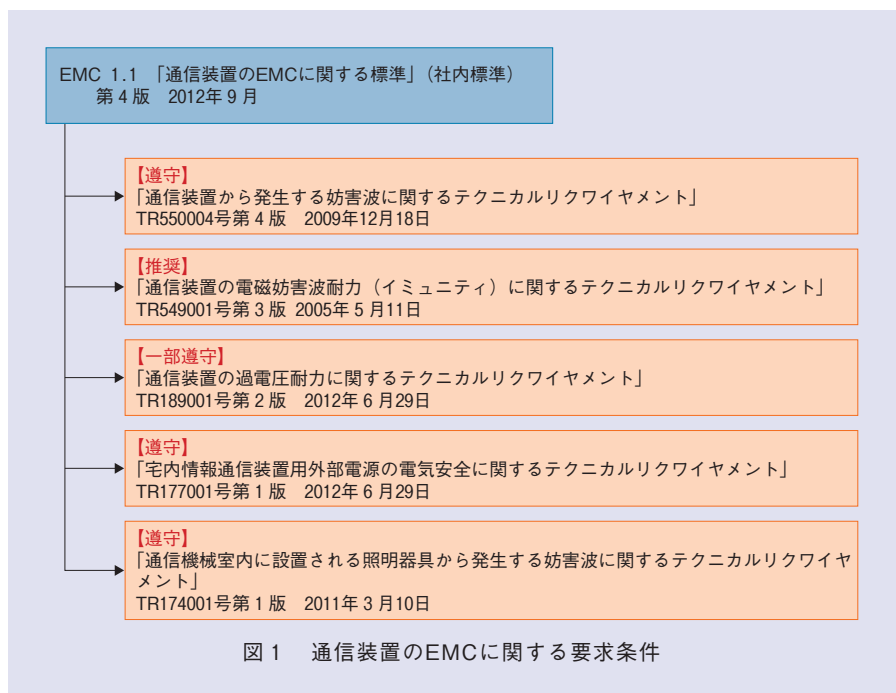 EMC 1.1 「通信装置のEMCに関する標準」(社内標準)
第4版 2012年9月
【遵守】
「通信装置から発生する妨害波に関するテクニカルリクワイヤメント」
TR550004号第4版 2009年12月18日
【推奨】
「通信装置の電磁妨害波耐力（イミュニティ）に関するテクニカルリクワイヤメント」
TR549001号第3版 2005年5月11日
【一部遵守】
「通信装置の過電圧耐力に関するテクニカルリクワイヤメント」
TR189001号第2版 2012年6月29日
【遵守】
「宅内情報通信装置用外部電源の電気安全に関するテクニカルリクワイヤメント」
TR177001号第1版 2012年6月29日
【遵守】
「通信機械室内に設置される照明器具から発生する妨害波に関するテクニカルリクワイヤ
メント」
TR174001号第1版 2011年3月10日
図1 通信装置のEMCに関する要求条件